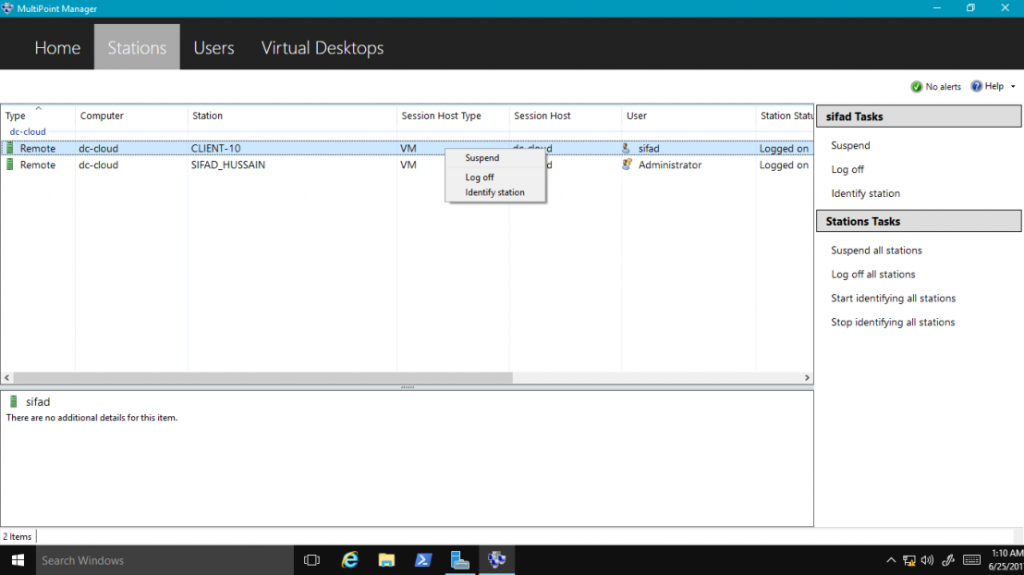 MultiPoint Manager
Home Stations Users Virtual Desktops
No alerts Help
Type Computer Station Session Host Type Session Host User Station Statu
dc-cloud
Remote dc-cloud CLIENT-10 VM dc-cloud sifad Logged on
Remote dc-cloud SIFAD_HUSSAIN VM d Administrator Logged on
Suspend
Log off
Identify station
sifad Tasks
Suspend
Log off
Identify station
Stations Tasks
Suspend all stations
Log off all stations
Start identifying all stations
Stop identifying all stations
sifad
There are no additional details for this item.
2 Items
Search Windows
1:10 AM
6/25/201